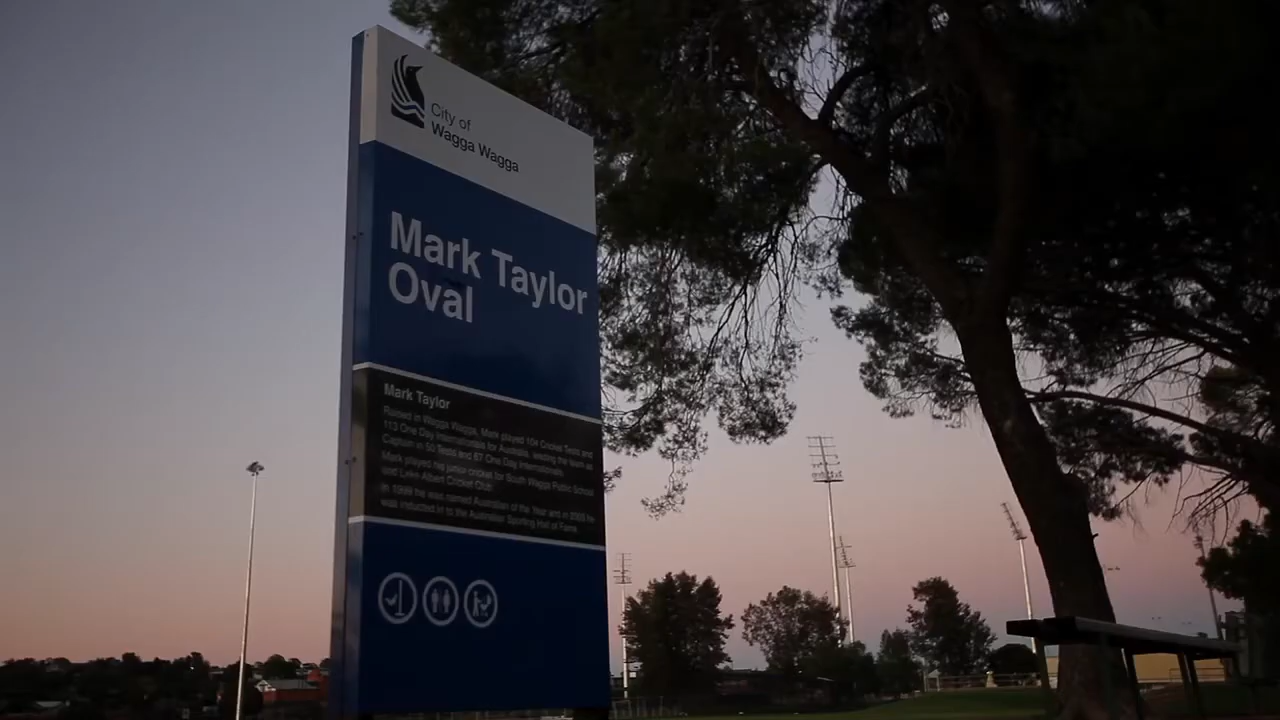 City of
Wagga Wagga
Mark Taylor
Oval
Mark Taylor
Raised in Wagga Wagga, Mark played 104 Cricket Tests and
113 One Day Internationals for Australia, leading the team as
Captain in 50 Tests and 67 One Day Internationals.
Mark played his junior cricket for South Wagga Public School
and Lake Albert Cricket Club.
In 1999 he was named Australian of the Year and in 2005 he
was inducted in to the Australian Sporting Hall of Fame.